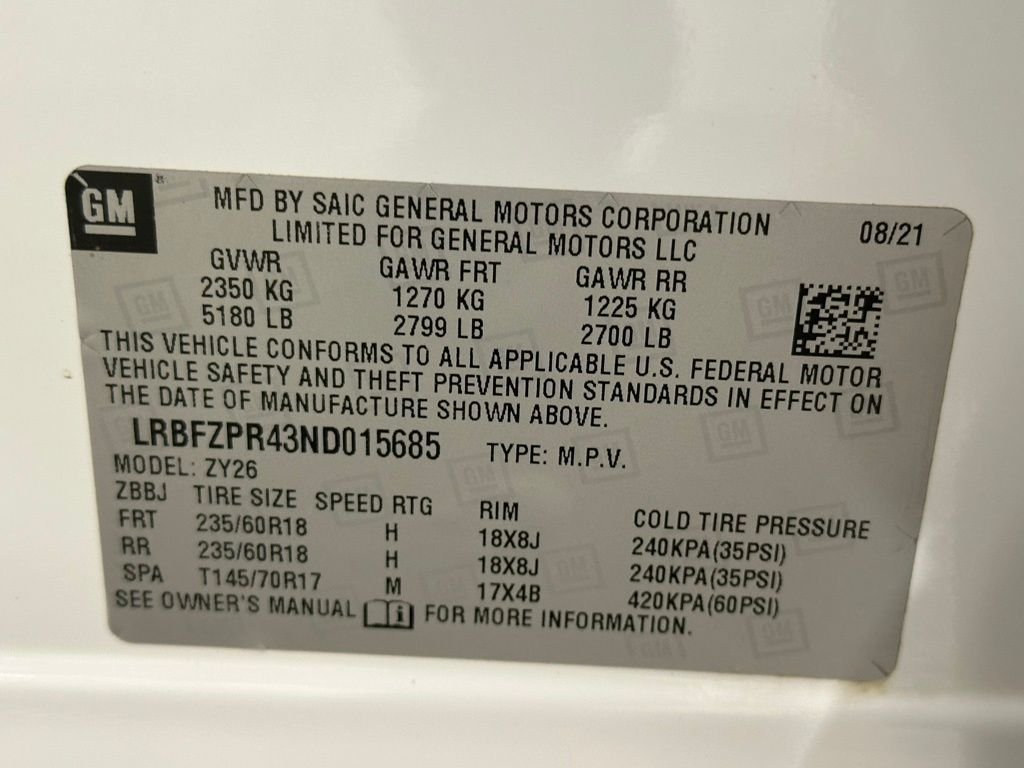 GM
MFD BY SAIC GENERAL MOTORS CORPORATION 08/21
LIMITED FOR GENERAL MOTORS LLC
GVWR GAWR FRT GAWR RR
2350 KG 1270 KG 1225 KG
5180 LB 2799 LB 2700 LB
THIS VEHICLE CONFORMS TO ALL APPLICABLE U.S. FEDERAL MOTOR
VEHICLE SAFETY AND THEFT PREVENTION STANDARDS IN EFFECT ON
THE DATE OF MANUFACTURE SHOWN ABOVE.
LRBFZPR43ND015685 TYPE: M.P.V.
MODEL: ZY26
ZBBJ TIRE SIZE SPEED RTG RIM COLD TIRE PRESSURE
FRT 235/60R18 H 18X8J 240KPA(35PSI)
RR 235/60R18 H 18X8J 240KPA(35PSI)
SPA T145/70R17 M 17X4B 420KPA(60PSI)
SEE OWNER'S MANUAL i FOR MORE INFORMATION.